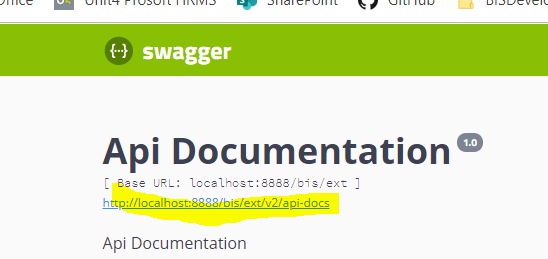 Office Unit4 Prosoft HRMS SharePoint GitHub BISDevel
{···} swagger
Api Documentation 1.0
[ Base URL: localhost:8888/bis/ext ]
http://localhost:8888/bis/ext/v2/api-docs
Api Documentation